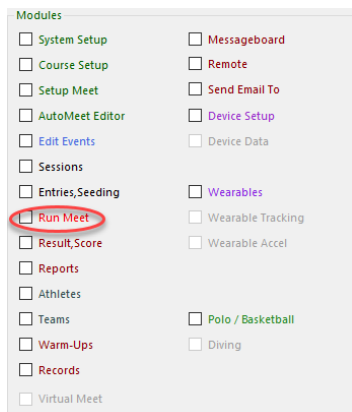 Modules
System Setup
Messageboard
Course Setup
Remote
Setup Meet
Send Email To
AutoMeet Editor
Device Setup
Edit Events
Device Data
Sessions
Entries,Seeding
Wearables
Run Meet
Wearable Tracking
Result,Score
Wearable Accel
Reports
Athletes
Teams
Polo / Basketball
Warm-Ups
Diving
Records
Virtual Meet